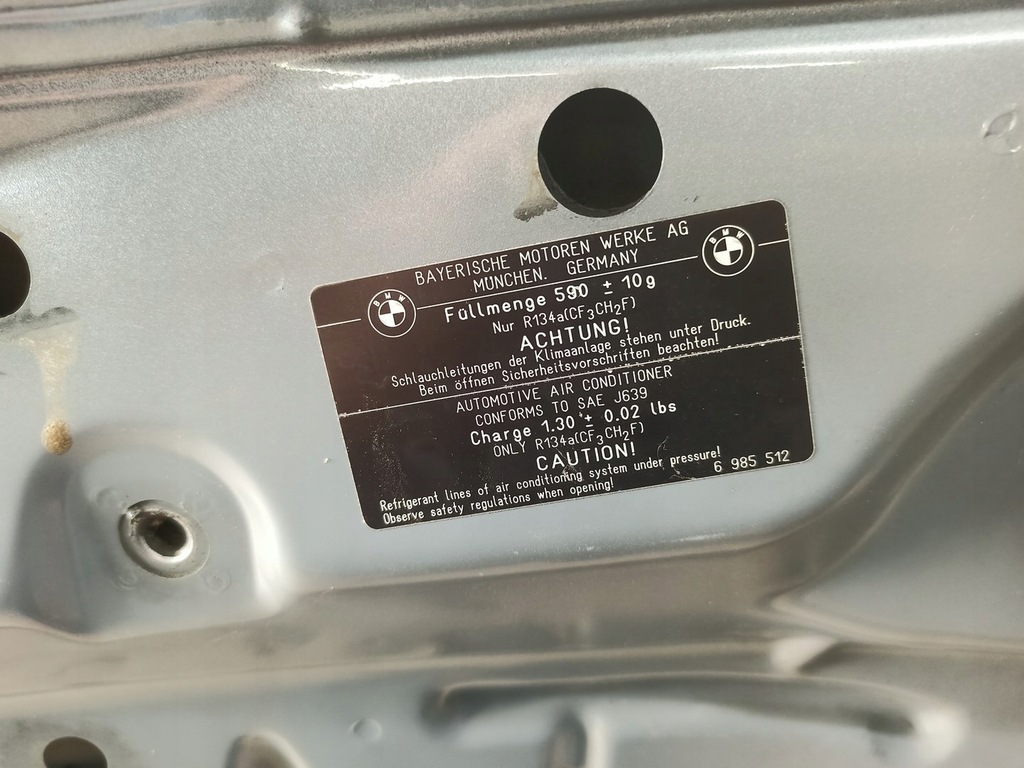 BAYERISCHE MOTOREN WERKE AG
MÜNCHEN. GERMANY
BMW
BMW
Füllmenge 590 ± 10g
Nur R134a(CF3CH2F)
ACHTUNG!
Schlauchleitungen der Klimaanlage stehen unter Druck.
Beim öffnen Sicherheitsvorschriften beachten!
AUTOMOTIVE AIR CONDITIONER
CONFORMS TO SAE J639
Charge 1.30 ± 0.02 lbs
ONLY R134a(CF3CH2F)
CAUTION!
Refrigerant lines of air conditioning system under pressure!
Observe safety regulations when opening!
6 985 512